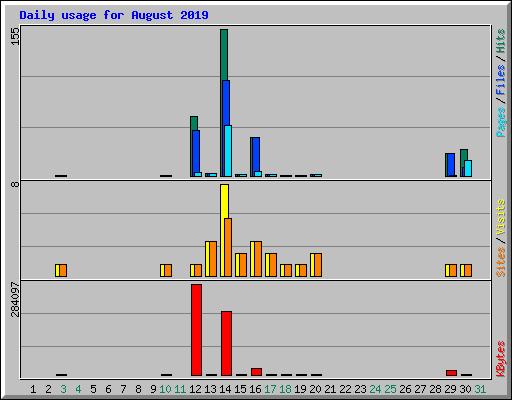 Daily usage for August 2019
155
Pages / Files / Hits
8
Sites / Visits
284097
KBytes
1 2 3 4 5 6 7 8 9 10 11 12 13 14 15 16 17 18 19 20 21 22 23 24 25 26 27 28 29 30 31